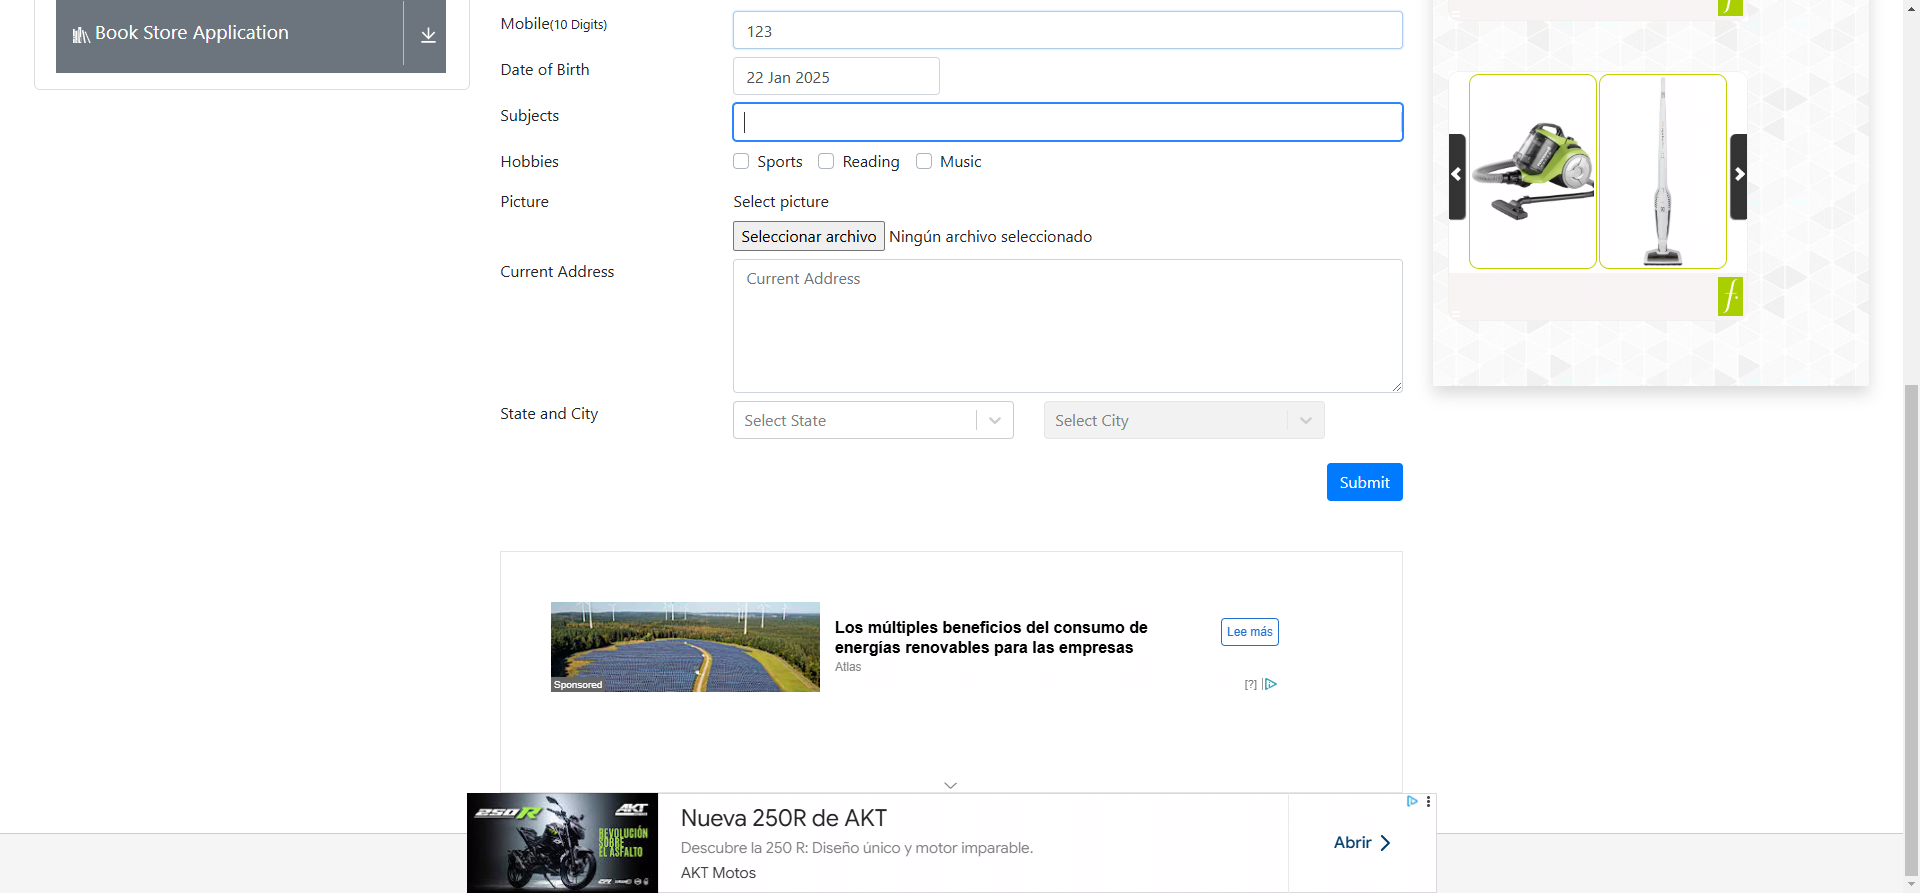 Book Store Application
Mobile(10 Digits)
123
Date of Birth
22 Jan 2025
Subjects
Hobbies
Sports
Reading
Music
Picture
Select picture
Seleccionar archivo Ningún archivo seleccionado
Current Address
Current Address
State and City
Select State
Select City
Submit
Sponsored
Los múltiples beneficios del consumo de
energías renovables para las empresas
Atlas
Lee más
[?]
250R
AKT
REVOLUCIÓN
SOBRE
EL ASFALTO
Nueva 250R de AKT
Descubre la 250 R: Diseño único y motor imparable.
AKT Motos
Abrir
f.